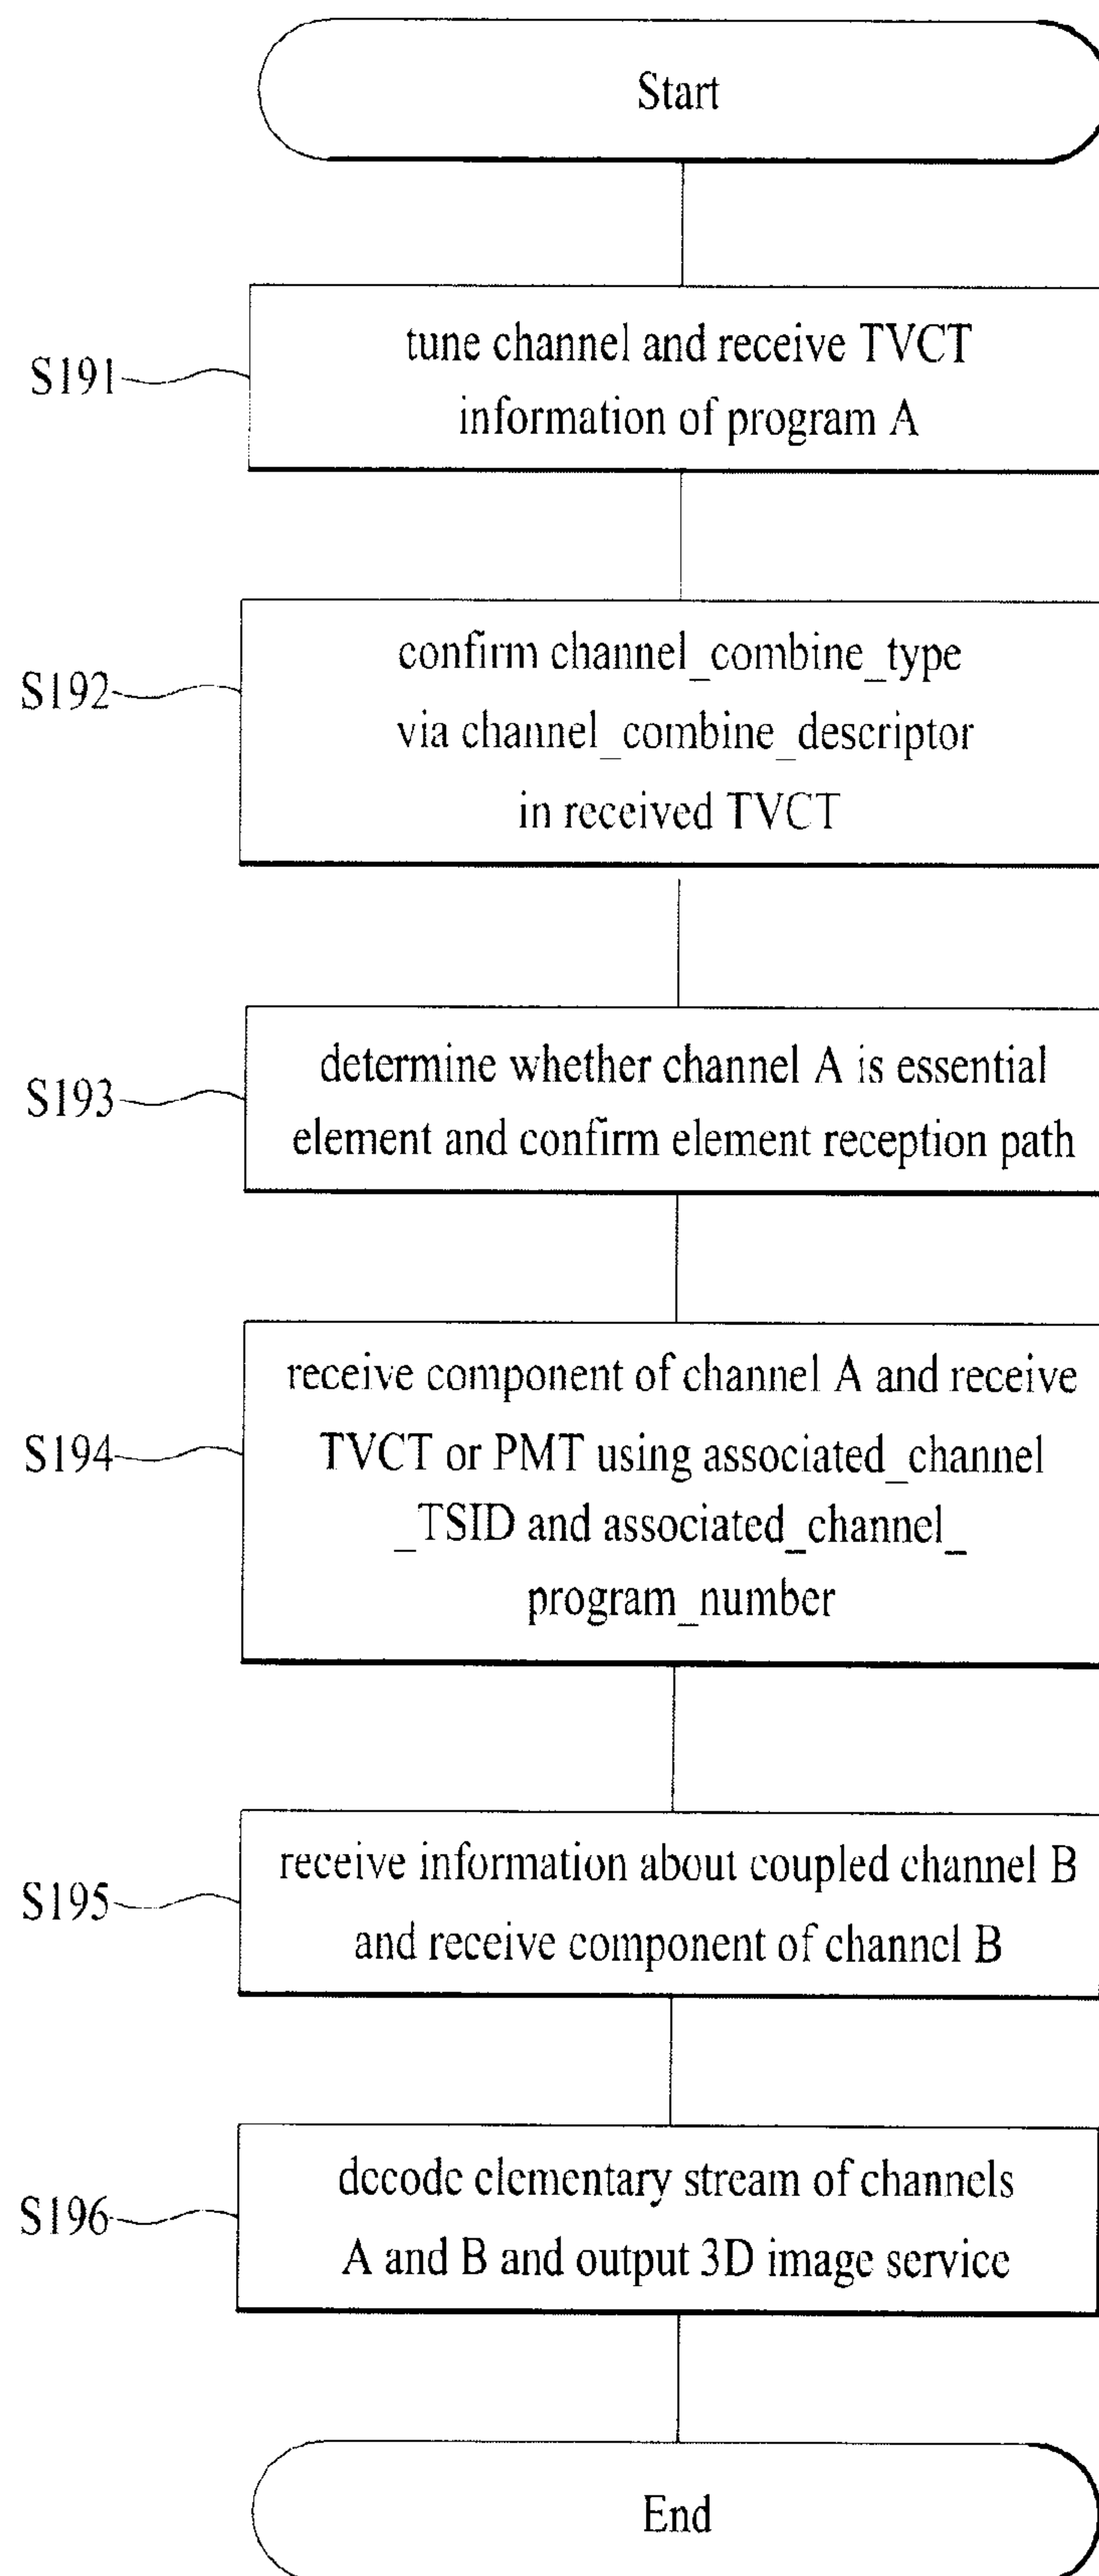 Start
S191
tune channel and receive TVCT
information of program A
S192
confirm channel_combine_type
via channel_combine_descriptor
in received TVCT
S193
determine whether channel A is essential
element and confirm element reception path
S194
receive component of channel A and receive
TVCT or PMT using associated_channel
_TSID and associated_channel_
program_number
S195
receive information about coupled channel B
and receive component of channel B
S196
decode elementary stream of channels
A and B and output 3D image service
End